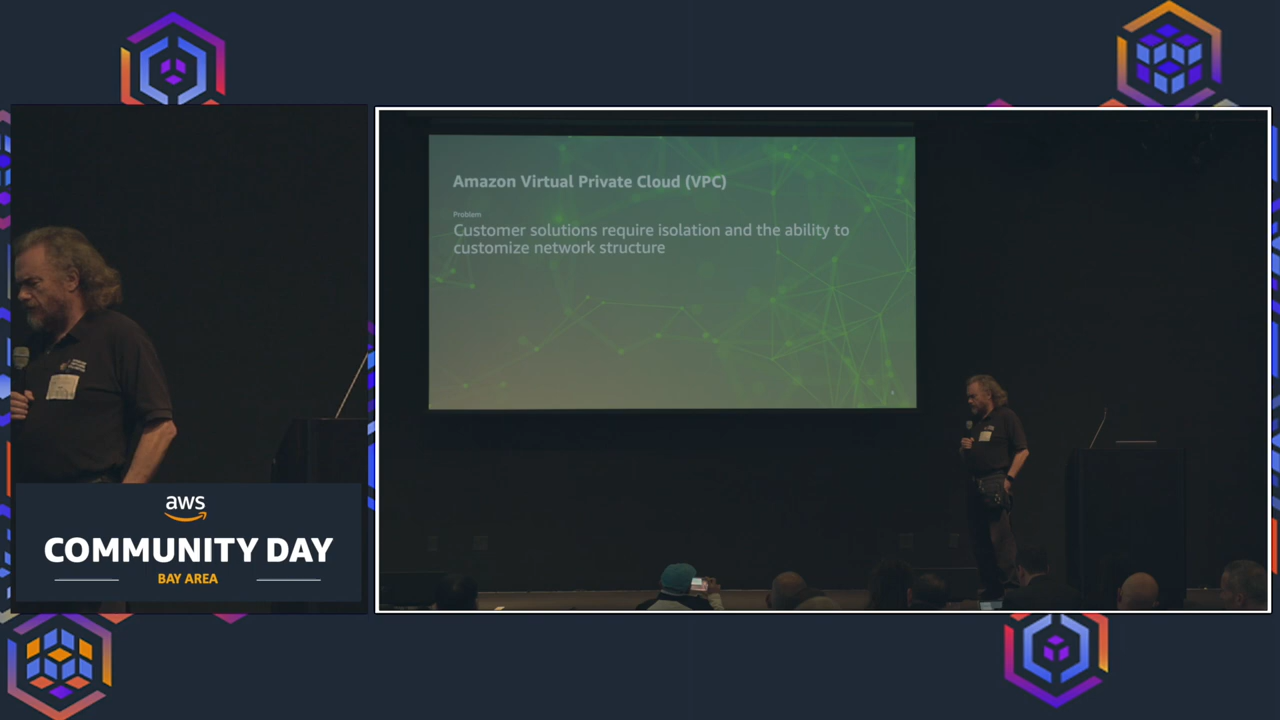 Amazon Virtual Private Cloud (VPC)
Problem
Customer solutions require isolation and the ability to
customize network structure
aws
COMMUNITY DAY
BAY AREA